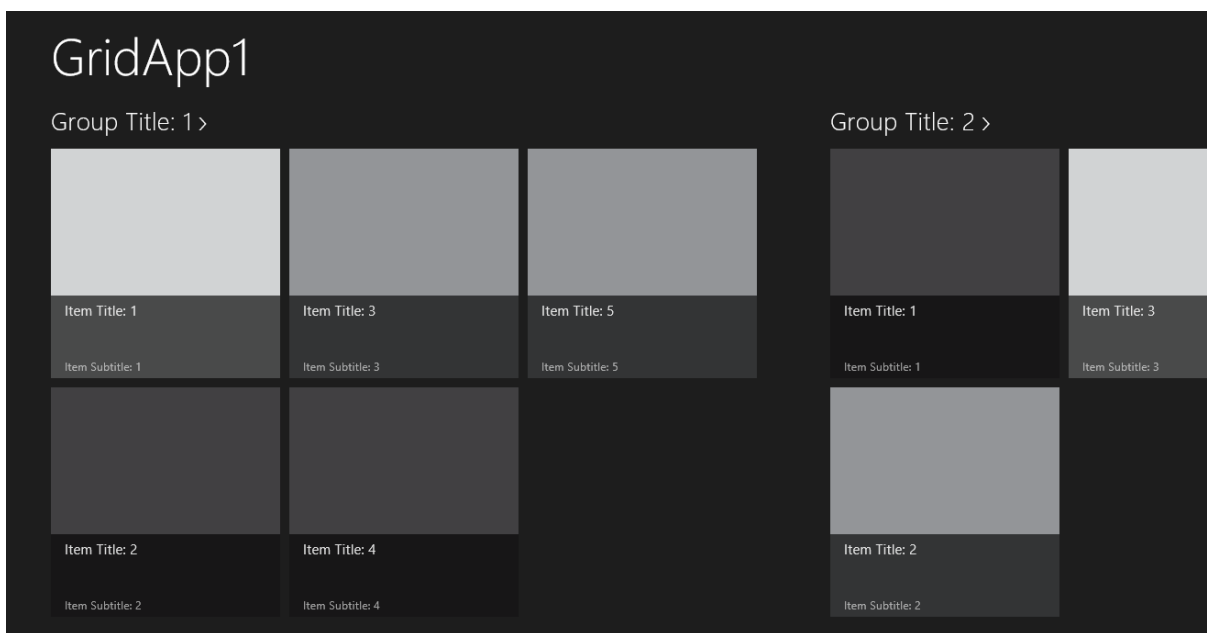 GridApp1
Group Title: 1 >
Item Title: 1
Item Subtitle: 1
Item Title: 3
Item Subtitle: 3
Item Title: 5
Item Subtitle: 5
Item Title: 2
Item Subtitle: 2
Item Title: 4
Item Subtitle: 4
Group Title: 2 >
Item Title: 1
Item Subtitle: 1
Item Title: 3
Item Subtitle: 3
Item Title: 2
Item Subtitle: 2